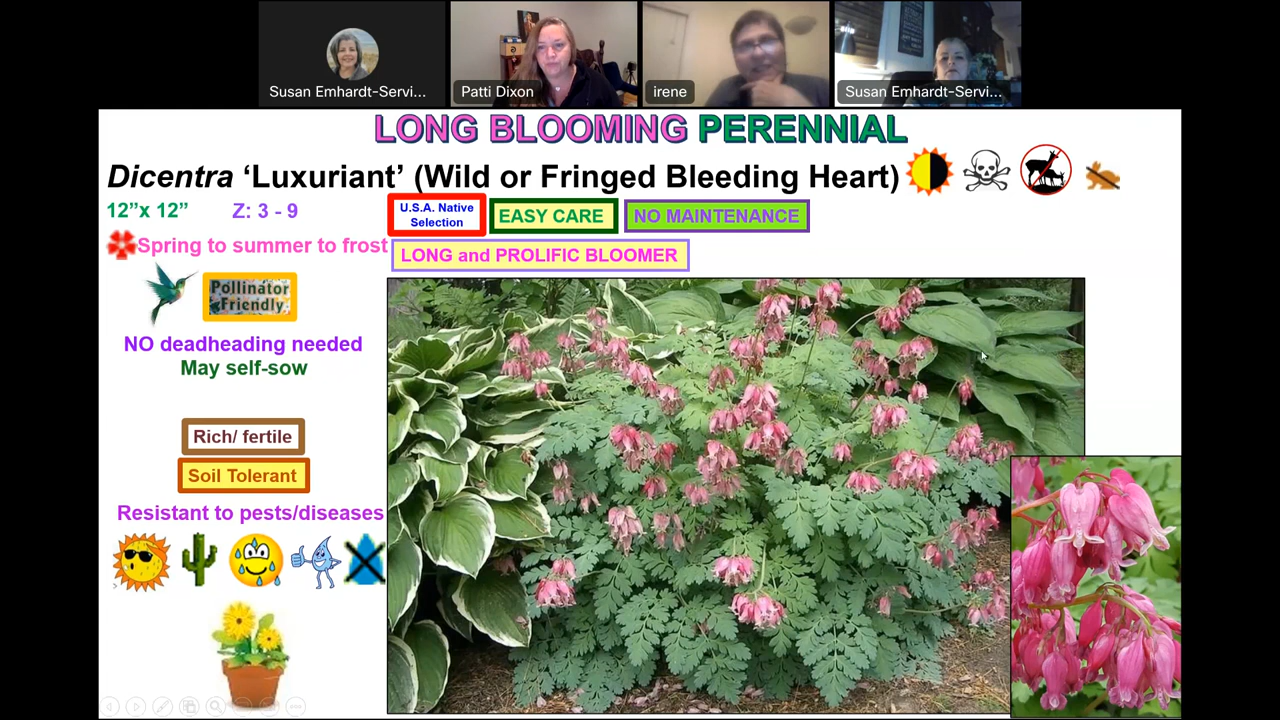 Susan Emhardt-Servi...
Patti Dixon
irene
Susan Emhardt-Servi...
LONG BLOOMING PERENNIAL
Dicentra ‘Luxuriant’ (Wild or Fringed Bleeding Heart)
12”x 12”
Z: 3 - 9
U.S.A. Native
Selection
EASY CARE
NO MAINTENANCE
Spring to summer to frost
LONG and PROLIFIC BLOOMER
Pollinator
Friendly
NO deadheading needed
May self-sow
Rich/ fertile
Soil Tolerant
Resistant to pests/diseases